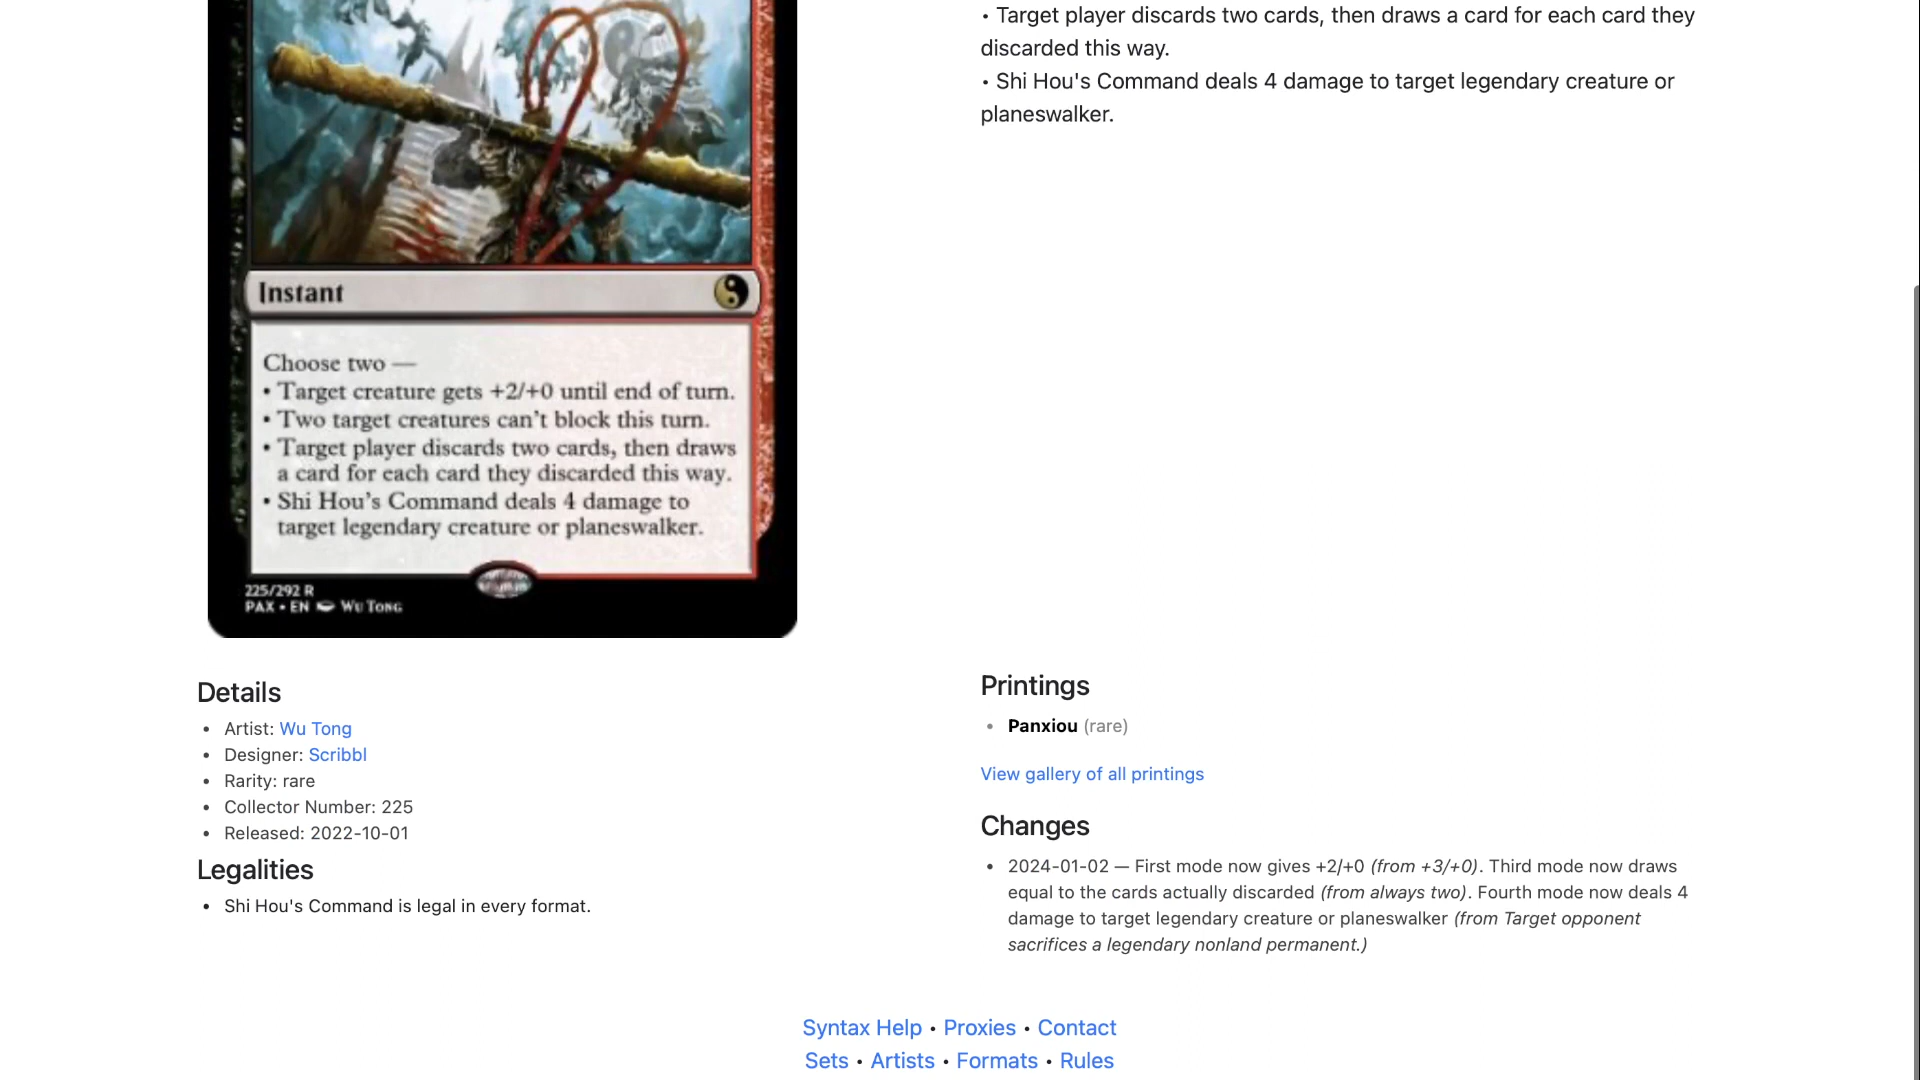 • Target player discards two cards, then draws a card for each card they
discarded this way.
• Shi Hou's Command deals 4 damage to target legendary creature or
planeswalker.
Instant
Choose two —
• Target creature gets +2/+0 until end of turn.
• Two target creatures can't block this turn.
• Target player discards two cards, then draws
a card for each card they discarded this way.
• Shi Hou's Command deals 4 damage to
target legendary creature or planeswalker.
225/292 R
PAX • EN Wu Tong
Details
• Artist: Wu Tong
• Designer: Scribbl
• Rarity: rare
• Collector Number: 225
• Released: 2022-10-01
Legalities
• Shi Hou's Command is legal in every format.
Printings
• Panxiou (rare)
View gallery of all printings
Changes
• 2024-01-02 — First mode now gives +2/+0 (from +3/+0). Third mode now draws
equal to the cards actually discarded (from always two). Fourth mode now deals 4
damage to target legendary creature or planeswalker (from Target opponent
sacrifices a legendary nonland permanent.)
Syntax Help • Proxies • Contact
Sets • Artists • Formats • Rules